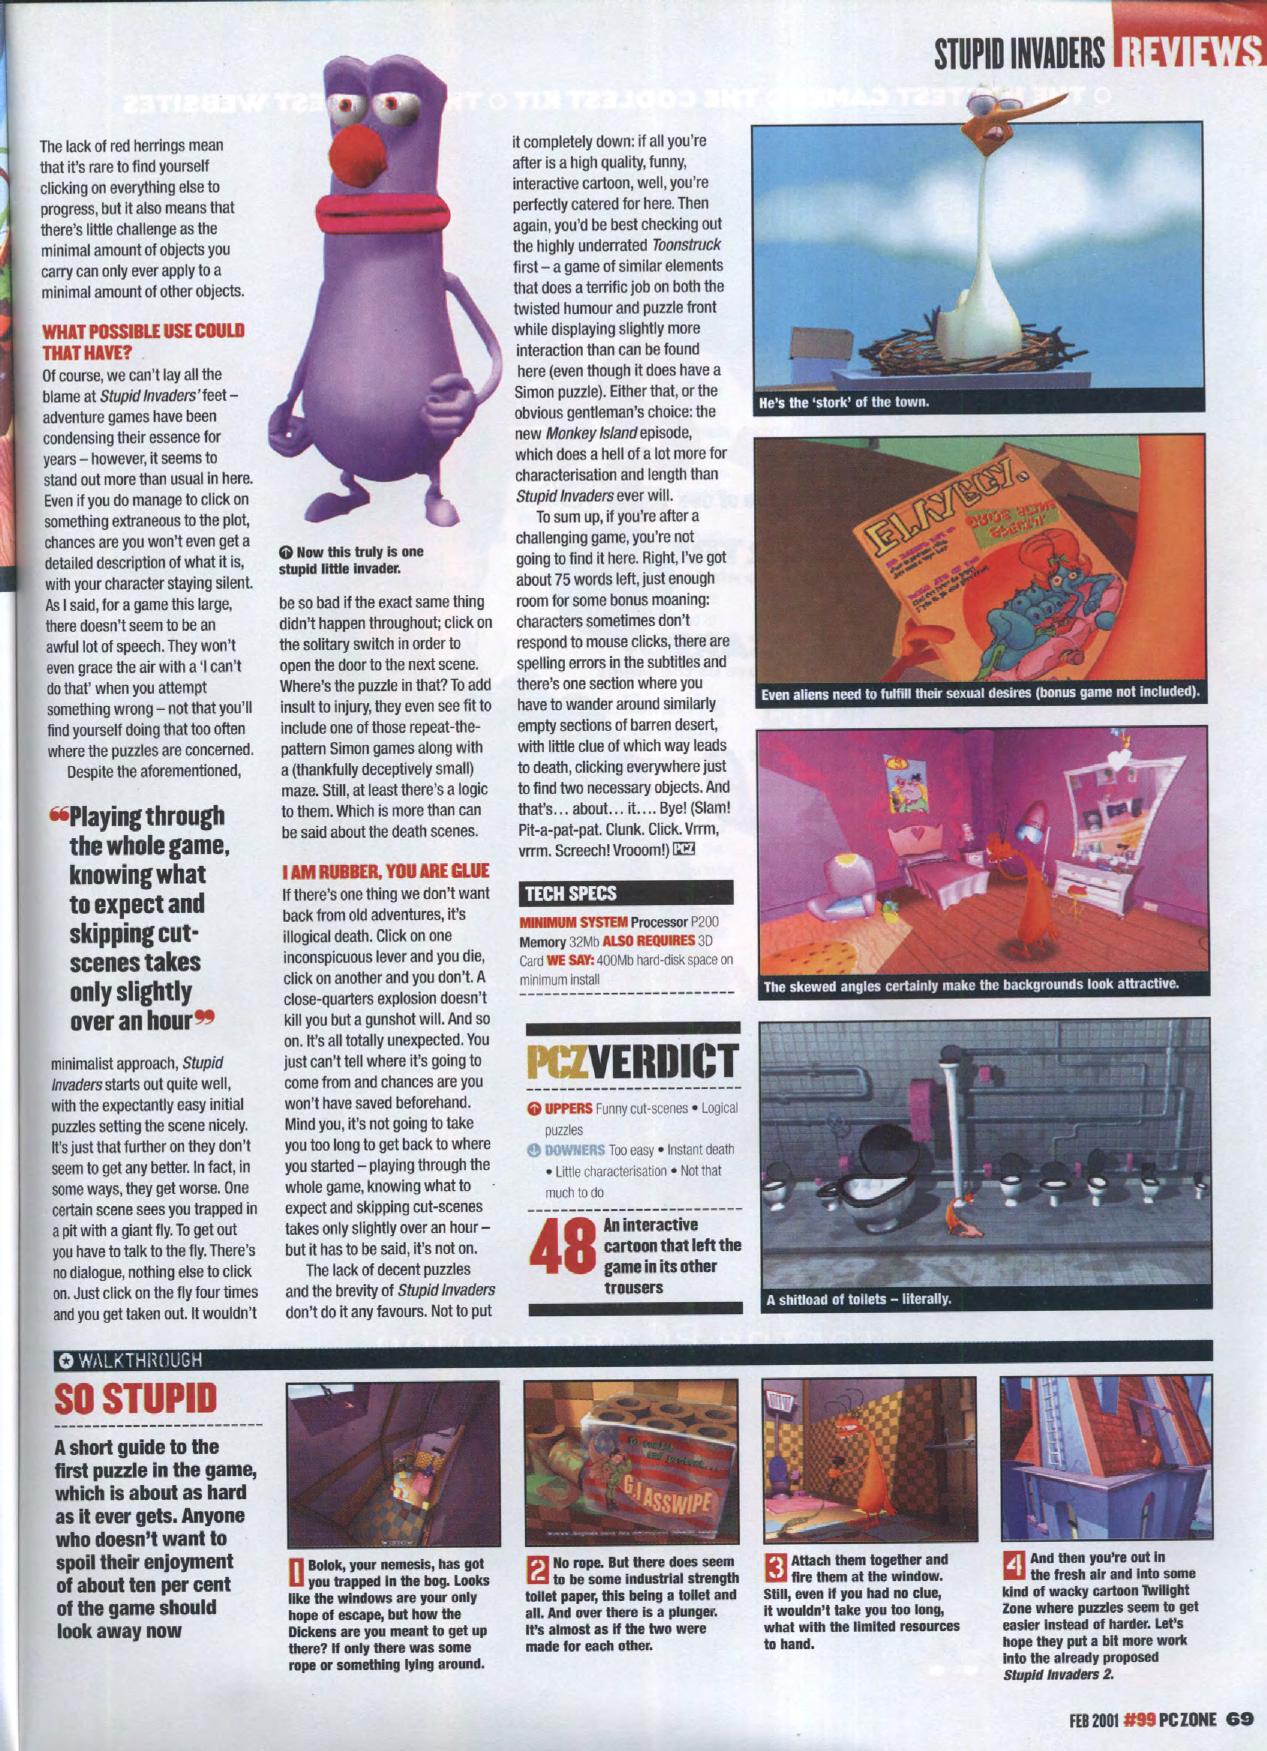 STUPID INVADERS REVIEWS
The lack of red herrings mean
that it's rare to find yourself
clicking on everything else to
progress, but it also means that
there's little challenge as the
minimal amount of objects you
carry can only ever apply to a
minimal amount of other objects.
WHAT POSSIBLE USE COULD
THAT HAVE?
Of course, we can't lay all the
blame at Stupid Invaders' feet –
adventure games have been
condensing their essence for
years – however, it seems to
stand out more than usual in here.
Even if you do manage to click on
something extraneous to the plot,
chances are you won't even get a
detailed description of what it is,
with your character staying silent.
As I said, for a game this large,
there doesn't seem to be an
awful lot of speech. They won't
even grace the air with a 'I can't
do that' when you attempt
something wrong – not that you'll
find yourself doing that too often
where the puzzles are concerned.
Despite the aforementioned,
“Playing through
the whole game,
knowing what
to expect and
skipping cut-
scenes takes
only slightly
over an hour”
minimalist approach, Stupid
Invaders starts out quite well,
with the expectantly easy initial
puzzles setting the scene nicely.
It's just that further on they don't
seem to get any better. In fact, in
some ways, they get worse. One
certain scene sees you trapped in
a pit with a giant fly. To get out
you have to talk to the fly. There's
no dialogue, nothing else to click
on. Just click on the fly four times
and you get taken out. It wouldn't
Now this truly is one
stupid little invader.
be so bad if the exact same thing
didn't happen throughout; click on
the solitary switch in order to
open the door to the next scene.
Where's the puzzle in that? To add
insult to injury, they even see fit to
include one of those repeat-the-
pattern Simon games along with
a (thankfully deceptively small)
maze. Still, at least there's a logic
to them. Which is more than can
be said about the death scenes.
I AM RUBBER, YOU ARE GLUE
If there's one thing we don't want
back from old adventures, it's
illogical death. Click on one
inconspicuous lever and you die,
click on another and you don't. A
close-quarters explosion doesn't
kill you but a gunshot will. And so
on. It's all totally unexpected. You
just can't tell where it's going to
come from and chances are you
won't have saved beforehand.
Mind you, it's not going to take
you too long to get back to where
you started – playing through the
whole game, knowing what to
expect and skipping cut-scenes
takes only slightly over an hour –
but it has to be said, it's not on.
The lack of decent puzzles
and the brevity of Stupid Invaders
don't do it any favours. Not to put
it completely down: if all you're
after is a high quality, funny,
interactive cartoon, well, you're
perfectly catered for here. Then
again, you'd be best checking out
the highly underrated Toonstruck
first – a game of similar elements
that does a terrific job on both the
twisted humour and puzzle front
while displaying slightly more
interaction than can be found
here (even though it does have a
Simon puzzle). Either that, or the
obvious gentleman's choice: the
new Monkey Island episode,
which does a hell of a lot more for
characterisation and length than
Stupid Invaders ever will.
To sum up, if you're after a
challenging game, you're not
going to find it here. Right, I've got
about 75 words left, just enough
room for some bonus moaning:
characters sometimes don't
respond to mouse clicks, there are
spelling errors in the subtitles and
there's one section where you
have to wander around similarly
empty sections of barren desert,
with little clue of which way leads
to death, clicking everywhere just
to find two necessary objects. And
that's... about... it.... Bye! (Slam!
Pit-a-pat-pat. Clunk. Click. Vrrm,
vrrm. Screech! Vrooom!) PCZ
TECH SPECS
MINIMUM SYSTEM Processor P200
Memory 32Mb ALSO REQUIRES 3D
Card WE SAY: 400Mb hard-disk space on
minimum install
PCZVERDICT
UPPERS Funny cut-scenes • Logical
puzzles
DOWNERS Too easy • Instant death
• Little characterisation • Not that
much to do
48
An interactive
cartoon that left the
game in its other
trousers
He's the 'stork' of the town.
Even aliens need to fulfill their sexual desires (bonus game not included).
The skewed angles certainly make the backgrounds look attractive.
A shitload of toilets – literally.
WALKTHROUGH
SO STUPID
A short guide to the
first puzzle in the game,
which is about as hard
as it ever gets. Anyone
who doesn't want to
spoil their enjoyment
of about ten per cent
of the game should
look away now
1 Bolok, your nemesis, has got
you trapped in the bog. Looks
like the windows are your only
hope of escape, but how the
Dickens are you meant to get up
there? If only there was some
rope or something lying around.
G.I ASSWIPE
2 No rope. But there does seem
to be some industrial strength
toilet paper, this being a toilet and
all. And over there is a plunger.
It's almost as if the two were
made for each other.
3 Attach them together and
fire them at the window.
Still, even if you had no clue,
it wouldn't take you too long,
what with the limited resources
to hand.
4 And then you're out in
the fresh air and into some
kind of wacky cartoon Twilight
Zone where puzzles seem to get
easier instead of harder. Let's
hope they put a bit more work
into the already proposed
Stupid Invaders 2.
FEB 2001 #99 PC ZONE 69